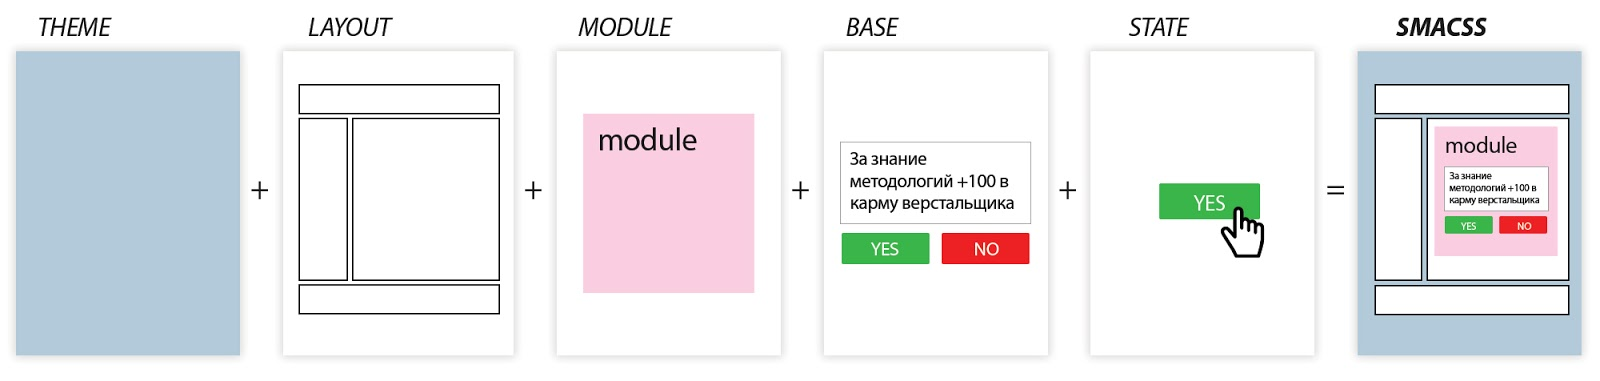 THEME
LAYOUT
MODULE
BASE
STATE
SMACSS
+
+
module
+
За знание
методологий +100 в
карму верстальщика
YES
NO
+
YES
=
module
За знание
методологий +100 в
карму верстальщика
YES
NO